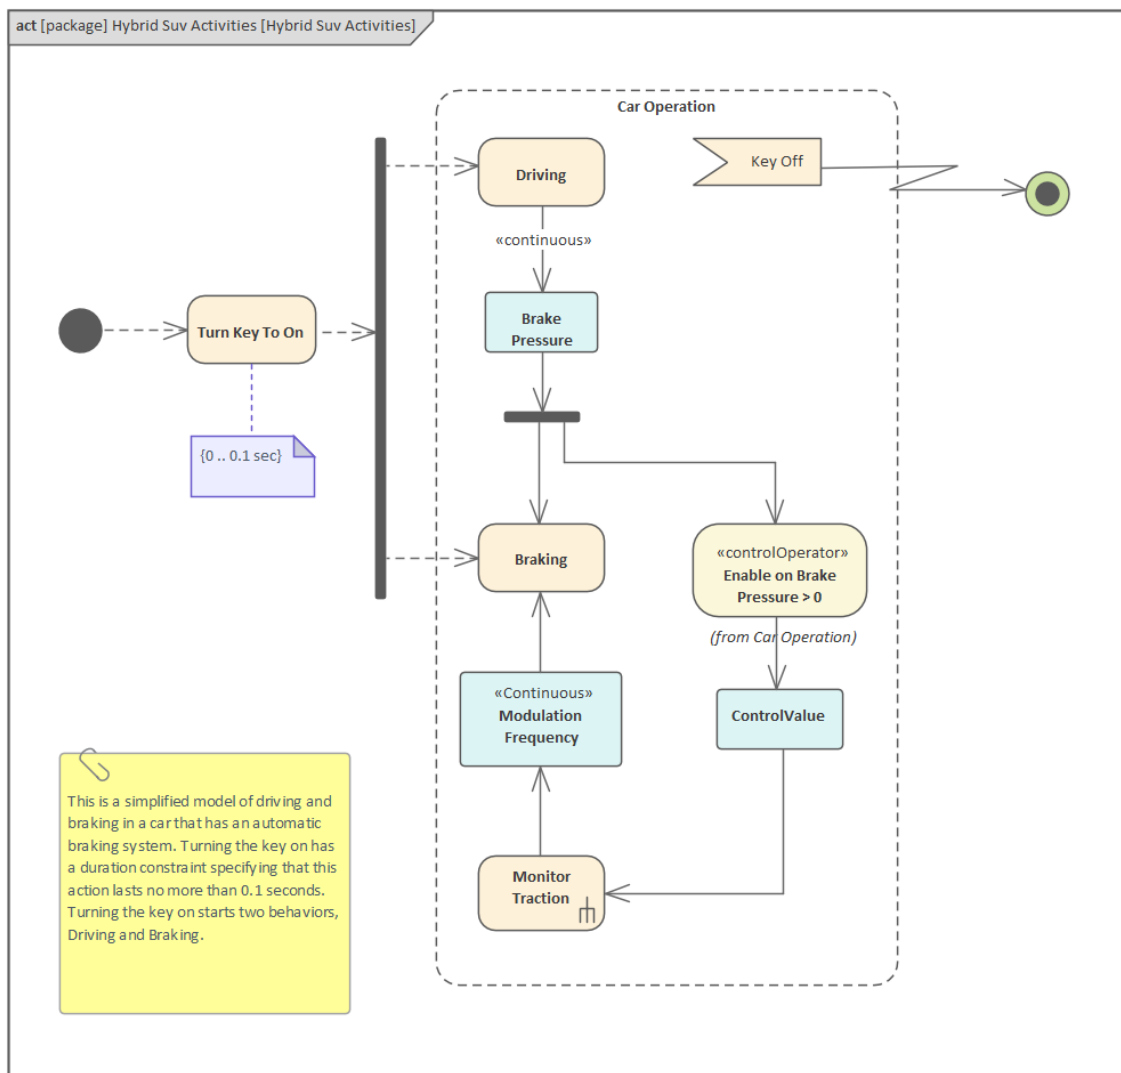 act [package] Hybrid Suv Activities [Hybrid Suv Activities]
Car Operation
Driving
Key Off
«continuous»
Turn Key To On
Brake
Pressure
{0 .. 0.1 sec}
Braking
«controlOperator»
Enable on Brake
Pressure > 0
(from Car Operation)
«Continuous»
Modulation
Frequency
ControlValue
This is a simplified model of driving and
braking in a car that has an automatic
braking system. Turning the key on has
a duration constraint specifying that this
action lasts no more than 0.1 seconds.
Turning the key on starts two behaviors,
Driving and Braking.
Monitor
Traction